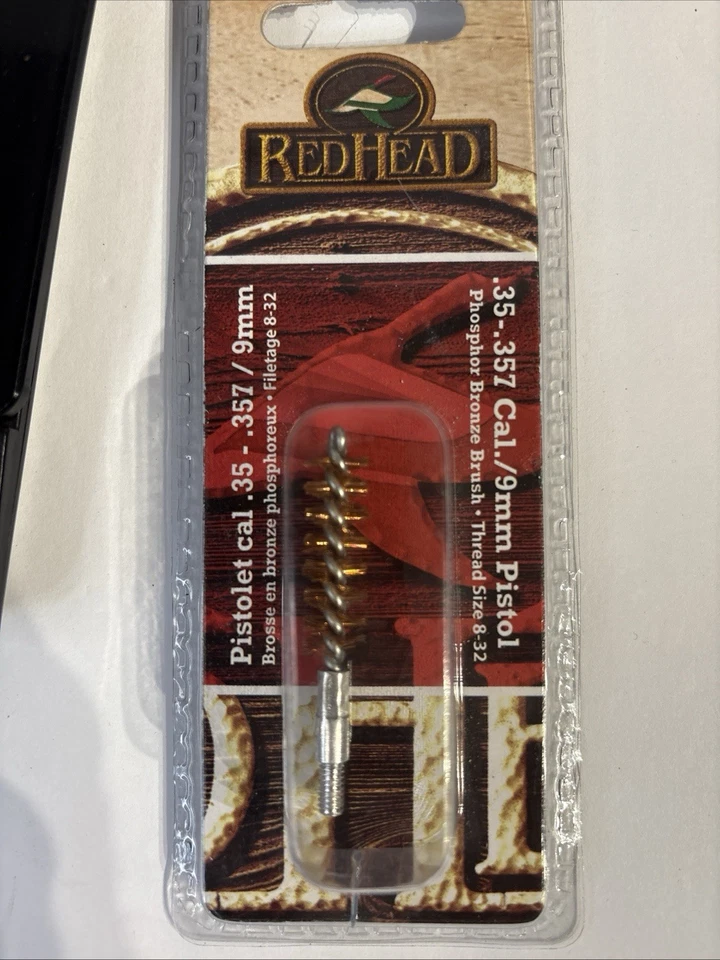 REDHEAD
Pistolet cal .35 - .357 / 9mm
Brosse en bronze phosphoreux • Filetage 8-32
.35-.357 Cal./9mm Pistol
Phosphor Bronze Brush • Thread Size 8-32